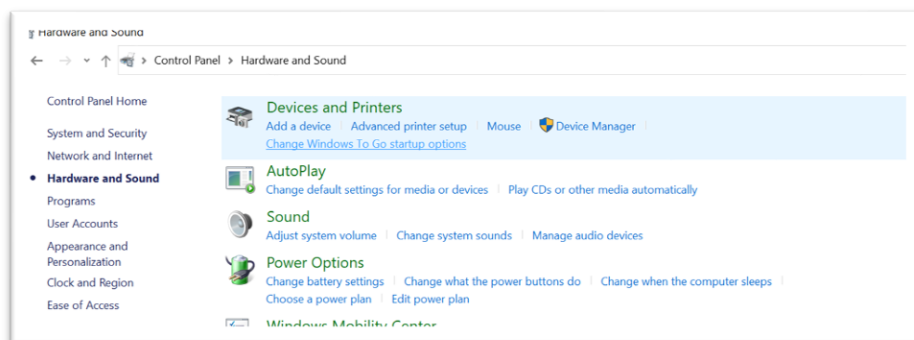 Hardware and Sound
Control Panel > Hardware and Sound
Control Panel Home
System and Security
Network and Internet
Hardware and Sound
Programs
User Accounts
Appearance and
Personalization
Clock and Region
Ease of Access
Devices and Printers
Add a device Advanced printer setup Mouse Device Manager
Change Windows To Go startup options
AutoPlay
Change default settings for media or devices Play CDs or other media automatically
Sound
Adjust system volume Change system sounds Manage audio devices
Power Options
Change battery settings Change what the power buttons do Change when the computer sleeps
Choose a power plan Edit power plan
Windows Mobility Center